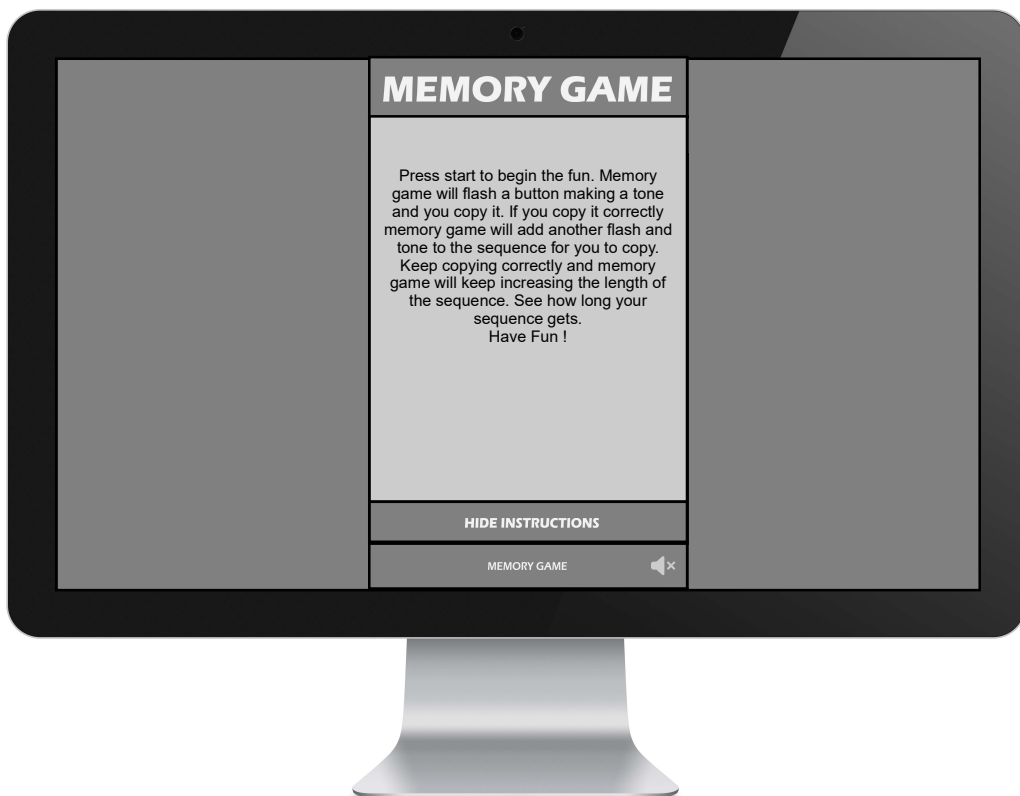 MEMORY GAME
Press start to begin the fun. Memory
game will flash a button making a tone
and you copy it. If you copy it correctly
memory game will add another flash and
tone to the sequence for you to copy.
Keep copying correctly and memory
game will keep increasing the length of
the sequence. See how long your
sequence gets.
Have Fun !
HIDE INSTRUCTIONS
MEMORY GAME